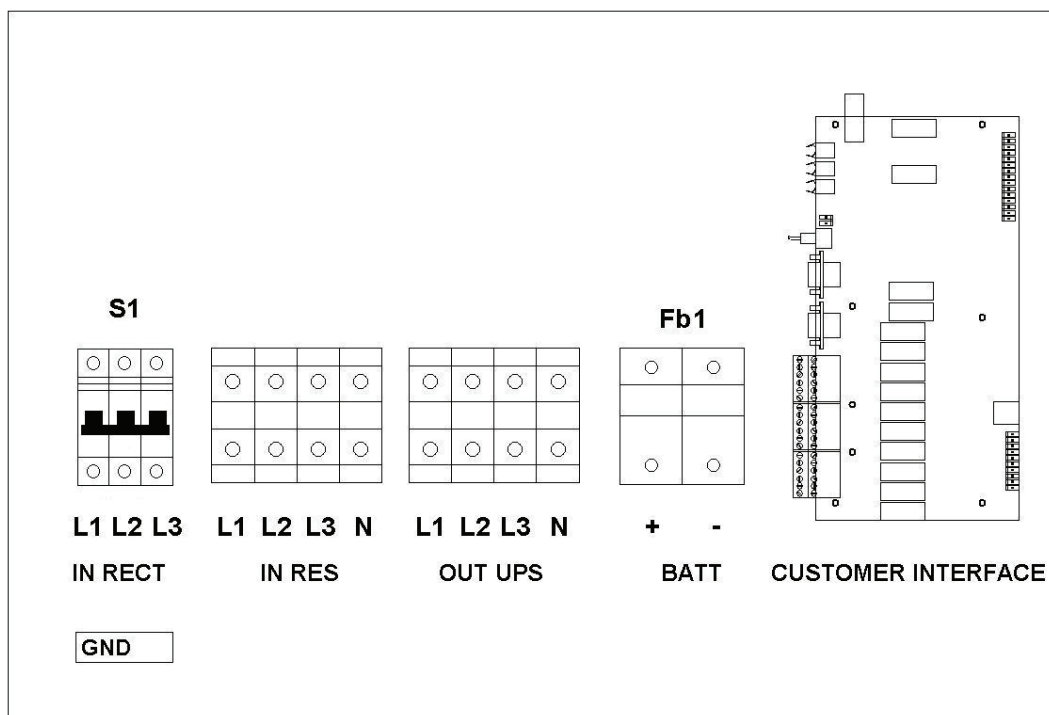 S1
Fb1
L1 L2 L3
L1 L2 L3 N
L1 L2 L3 N
+ -
IN RECT
IN RES
OUT UPS
BATT
CUSTOMER INTERFACE
GND